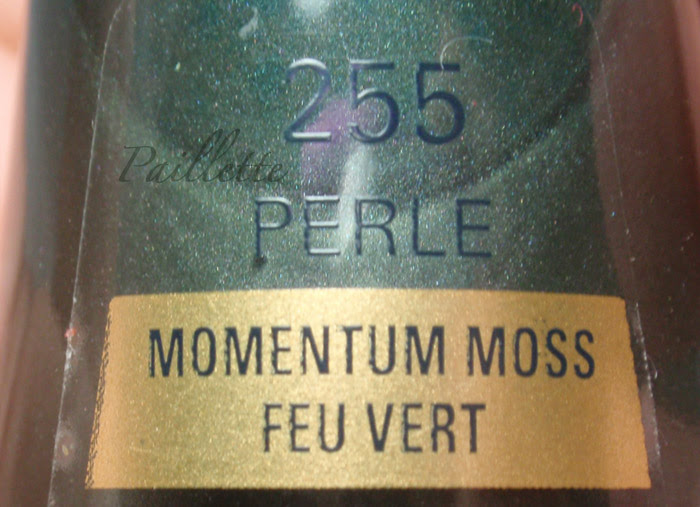 255
Paillette
PERLE
MOMENTUM MOSS
FEU VERT